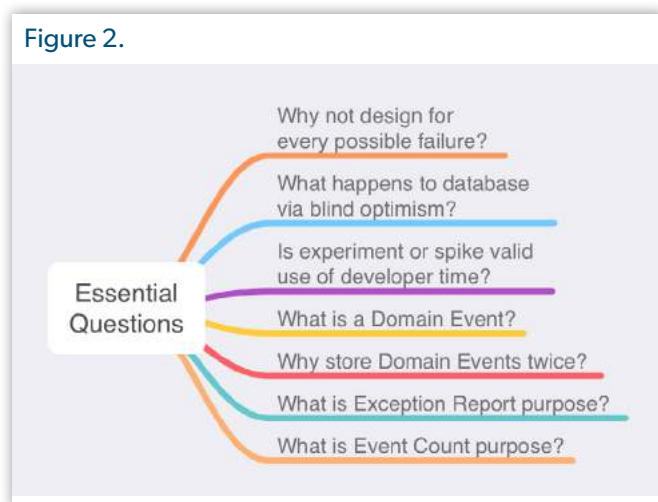 Figure 2.
Why not design for
every possible failure?
What happens to database
via blind optimism?
Is experiment or spike valid
use of developer time?
Essential
Questions
What is a Domain Event?
Why store Domain Events twice?
What is Exception Report purpose?
What is Event Count purpose?